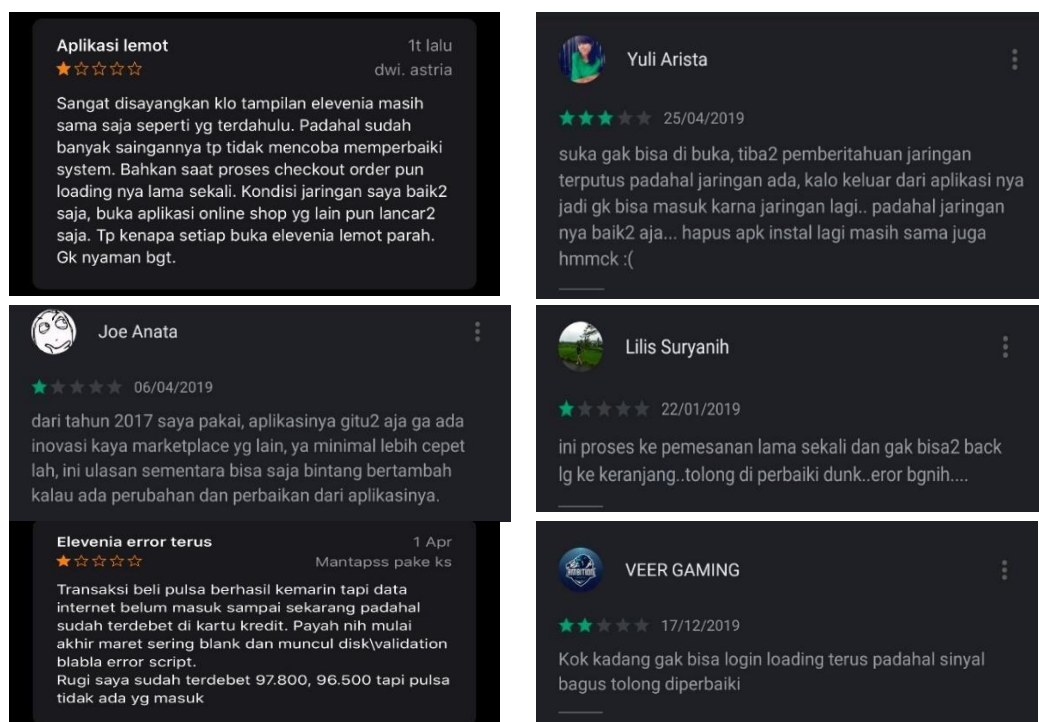 Aplikasi lemot
1t lalu
dwi. astria
Sangat disayangkan klo tampilan elevenia masih
sama saja seperti yg terdahulu. Padahal sudah
banyak saingannya tp tidak mencoba memperbaiki
system. Bahkan saat proses checkout order pun
loading nya lama sekali. Kondisi jaringan saya baik2
saja, buka aplikasi online shop yg lain pun lancar2
saja. Tp kenapa setiap buka elevenia lemot parah.
Gk nyaman bgt.
Yuli Arista
25/04/2019
suka gak bisa di buka, tiba2 pemberitahuan jaringan
terputus padahal jaringan ada, kalo keluar dari aplikasi nya
jadi gk bisa masuk karna jaringan lagi.. padahal jaringan
nya baik2 aja... hapus apk instal lagi masih sama juga
hmmck :(
Joe Anata
06/04/2019
dari tahun 2017 saya pakai, aplikasinya gitu2 aja ga ada
inovasi kaya marketplace yg lain, ya minimal lebih cepet
lah, ini ulasan sementara bisa saja bintang bertambah
kalau ada perubahan dan perbaikan dari aplikasinya.
Lilis Suryanih
22/01/2019
ini proses ke pemesanan lama sekali dan gak bisa2 back
lg ke keranjang..tolong di perbaiki dunk..eror bgnih....
Elevenia error terus
1 Apr
Mantapss pake ks
Transaksi beli pulsa berhasil kemarin tapi data
internet belum masuk sampai sekarang padahal
sudah terdebet di kartu kredit. Payah nih mulai
akhir maret sering blank dan muncul disk\validation
blabla error script.
Rugi saya sudah terdebet 97.800, 96.500 tapi pulsa
tidak ada yg masuk
VEER GAMING
17/12/2019
Kok kadang gak bisa login loading terus padahal sinyal
bagus tolong diperbaiki